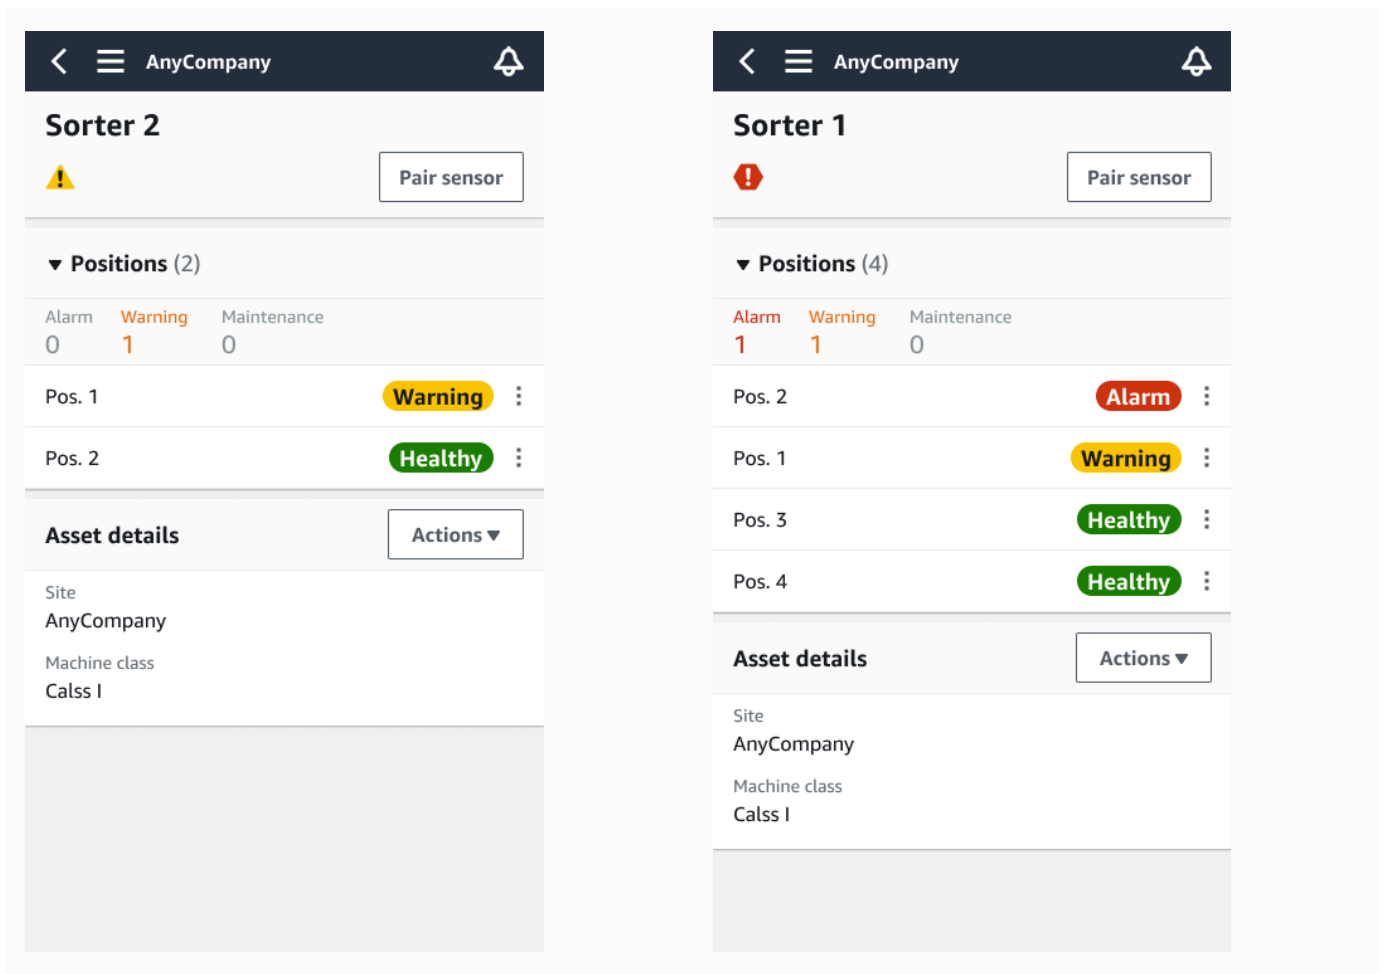 AnyCompany
Sorter 2
Pair sensor
Positions (2)
Alarm Warning Maintenance
0 1 0
Pos. 1 Warning
Pos. 2 Healthy
Asset details Actions
Site
AnyCompany
Machine class
Calss I
AnyCompany
Sorter 1
Pair sensor
Positions (4)
Alarm Warning Maintenance
1 1 0
Pos. 2 Alarm
Pos. 1 Warning
Pos. 3 Healthy
Pos. 4 Healthy
Asset details Actions
Site
AnyCompany
Machine class
Calss I